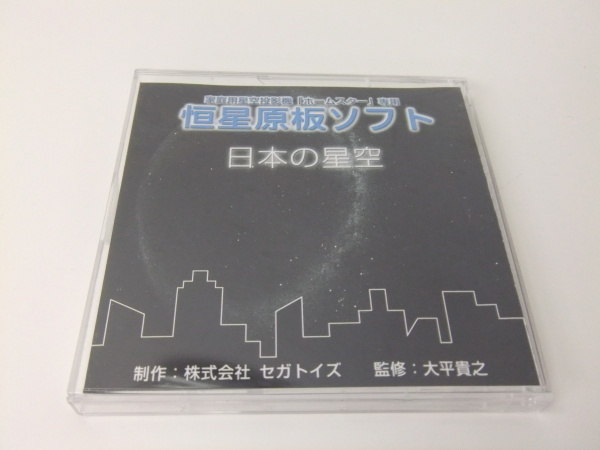 家庭用星空投影機「ホームスター」専用
恒星原板ソフト
日本の星空
制作：株式会社 セガトイズ 監修：大平貴之